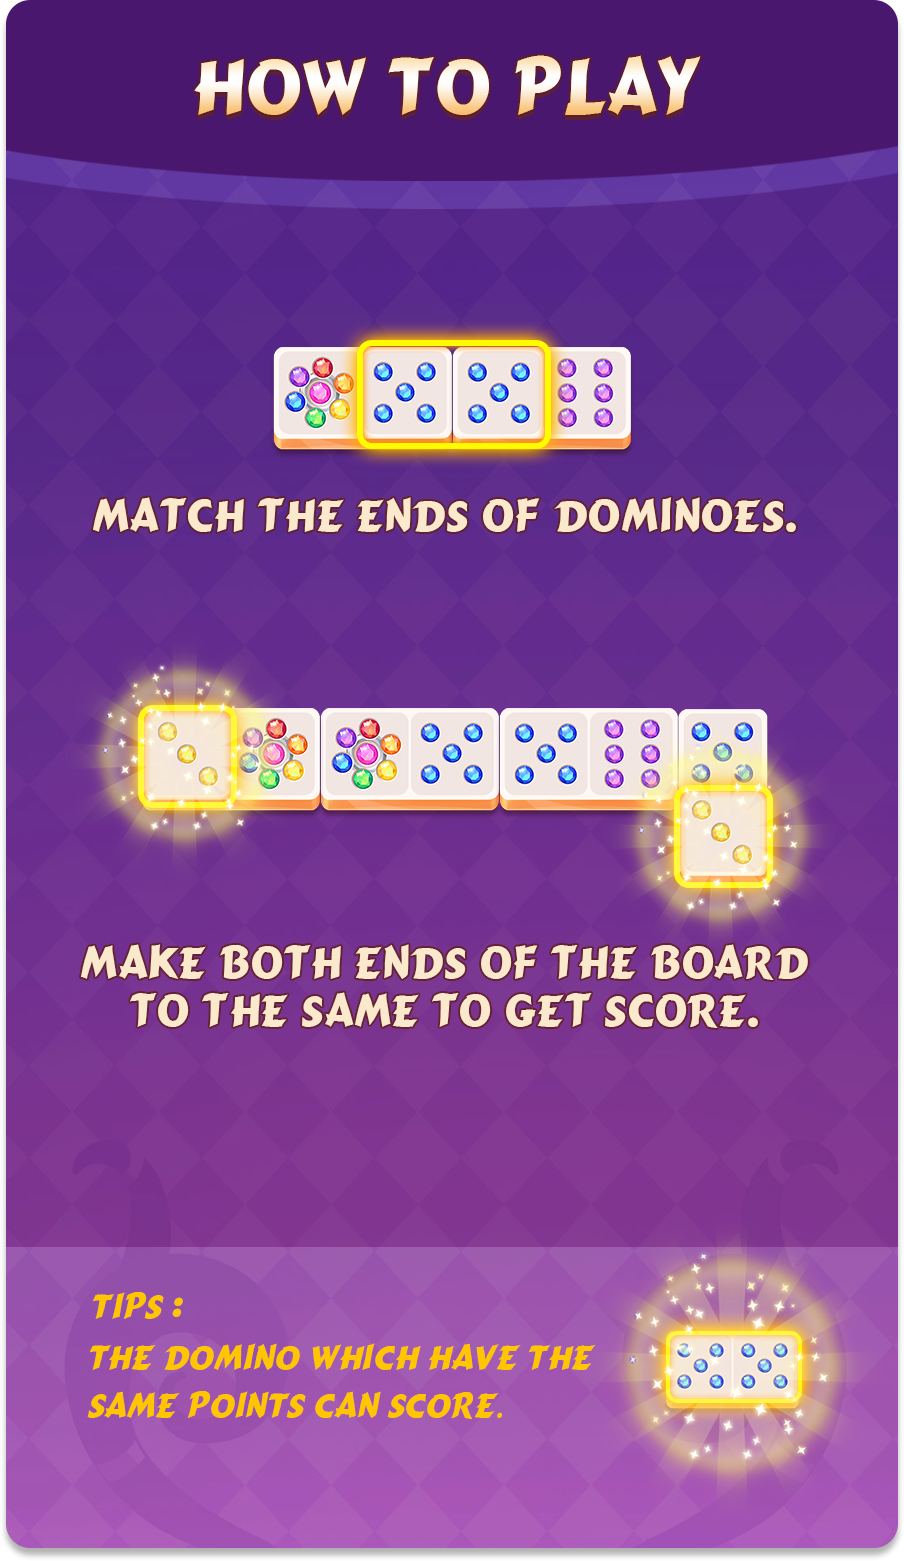 HOW TO PLAY
MATCH THE ENDS OF DOMINOES.
MAKE BOTH ENDS OF THE BOARD
TO THE SAME TO GET SCORE.
TIPS :
THE DOMINO WHICH HAVE THE
SAME POINTS CAN SCORE.